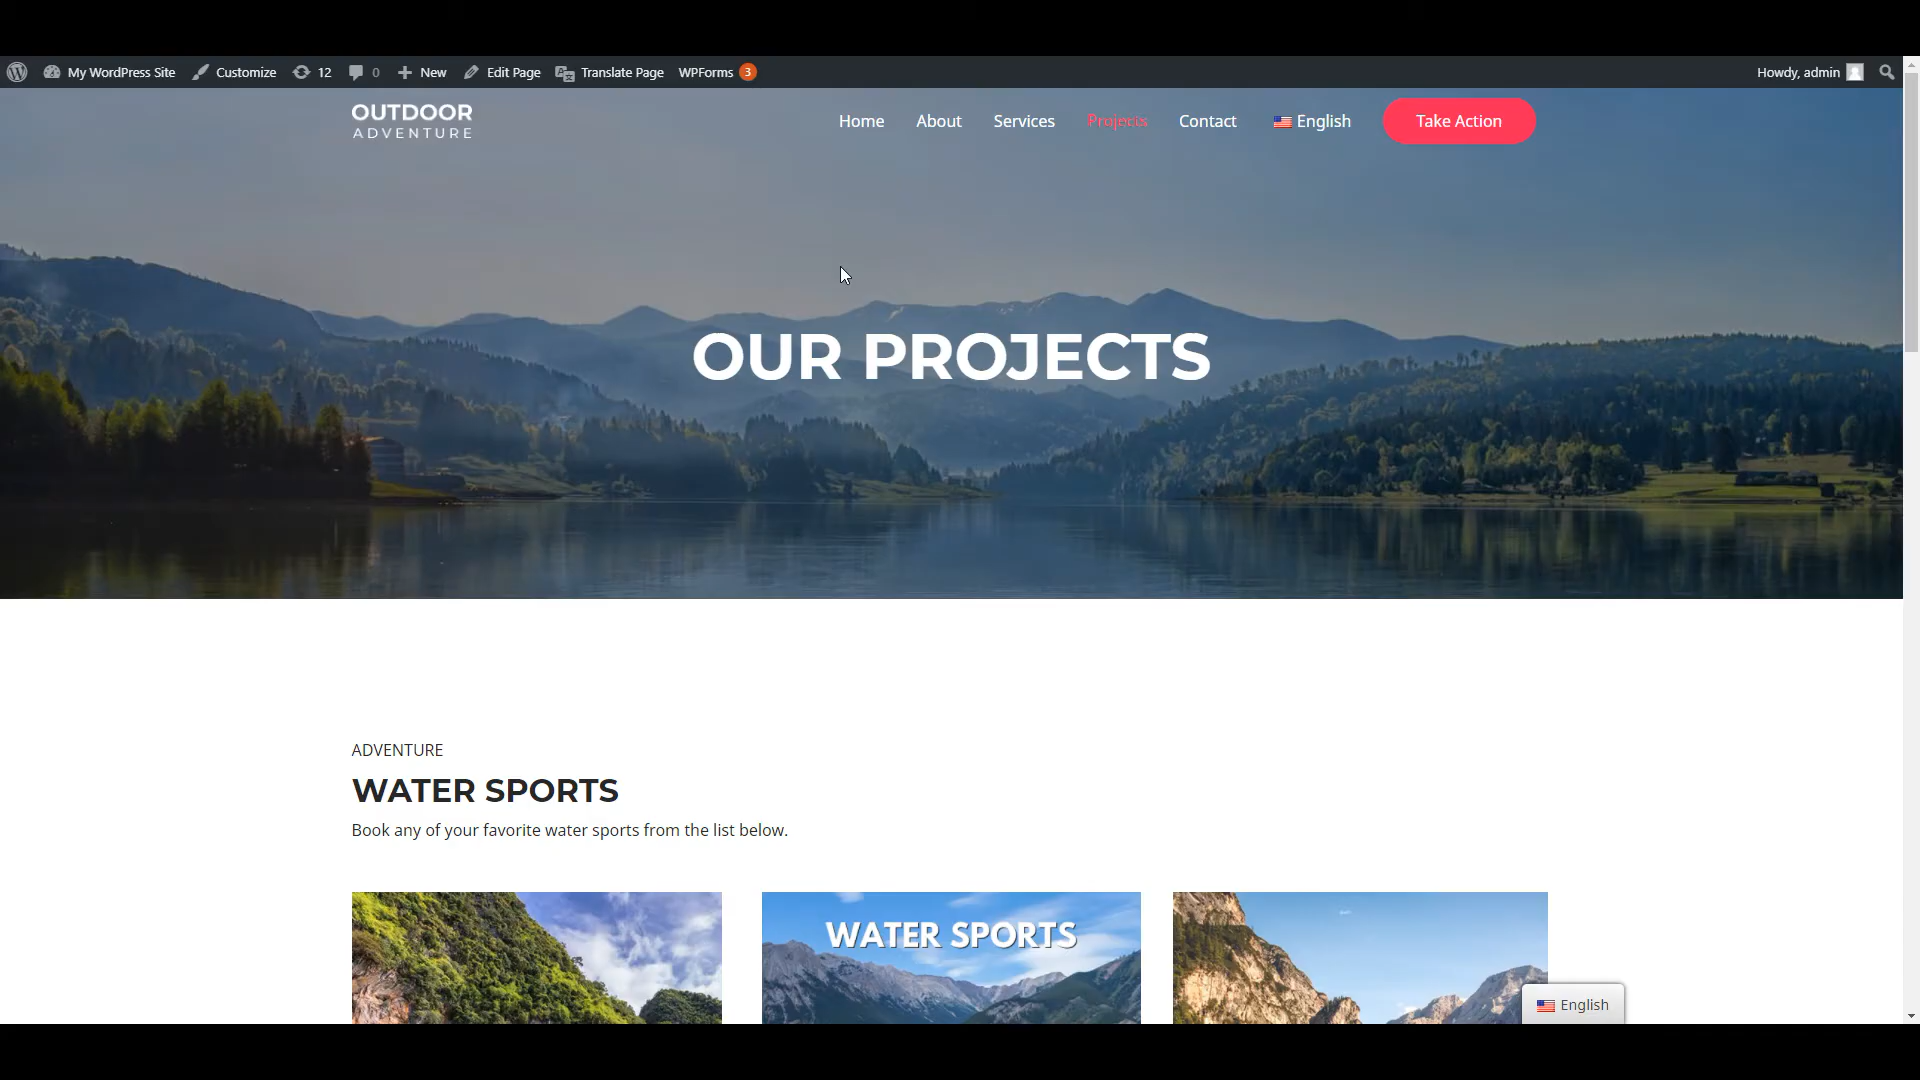 My WordPress Site Customize 12 0 New Edit Page Translate Page WPForms 3 Howdy, admin
OUTDOOR
ADVENTURE
Home About Services Projects Contact English Take Action
OUR PROJECTS
ADVENTURE
WATER SPORTS
Book any of your favorite water sports from the list below.
WATER SPORTS
English